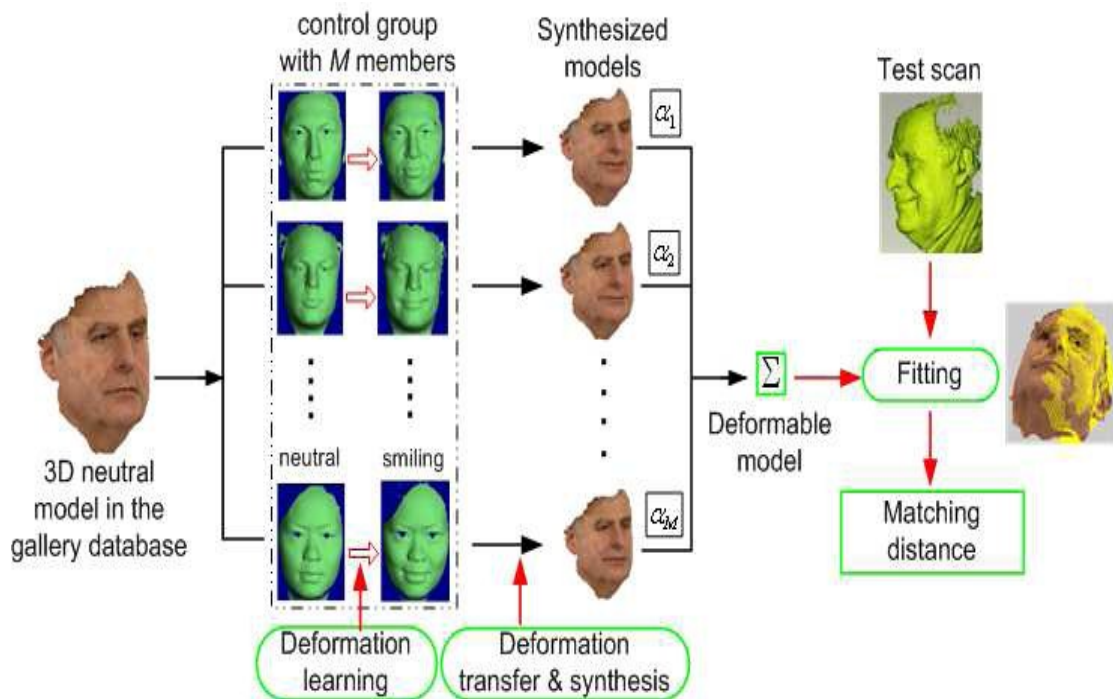 control group
with M members
Synthesized
models
Test scan
α₁
α₂
neutral
smiling
α_M
Σ
Deformable
model
Fitting
3D neutral
model in the
gallery database
Matching
distance
Deformation
learning
Deformation
transfer & synthesis